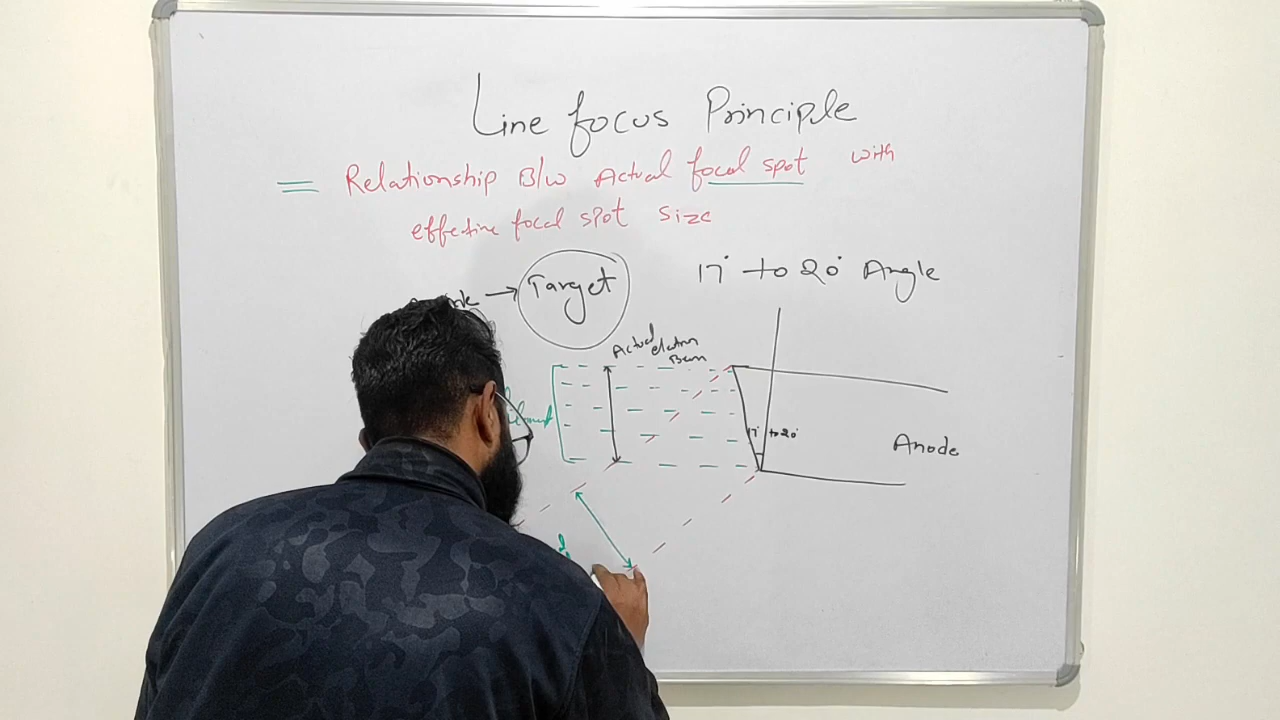 Line focus Principle
= Relationship B/w Actual focal spot with
effective focal spot size
→ Target
17° to 20° Angle
Actual electron
Beam
17° to 20°
Anode